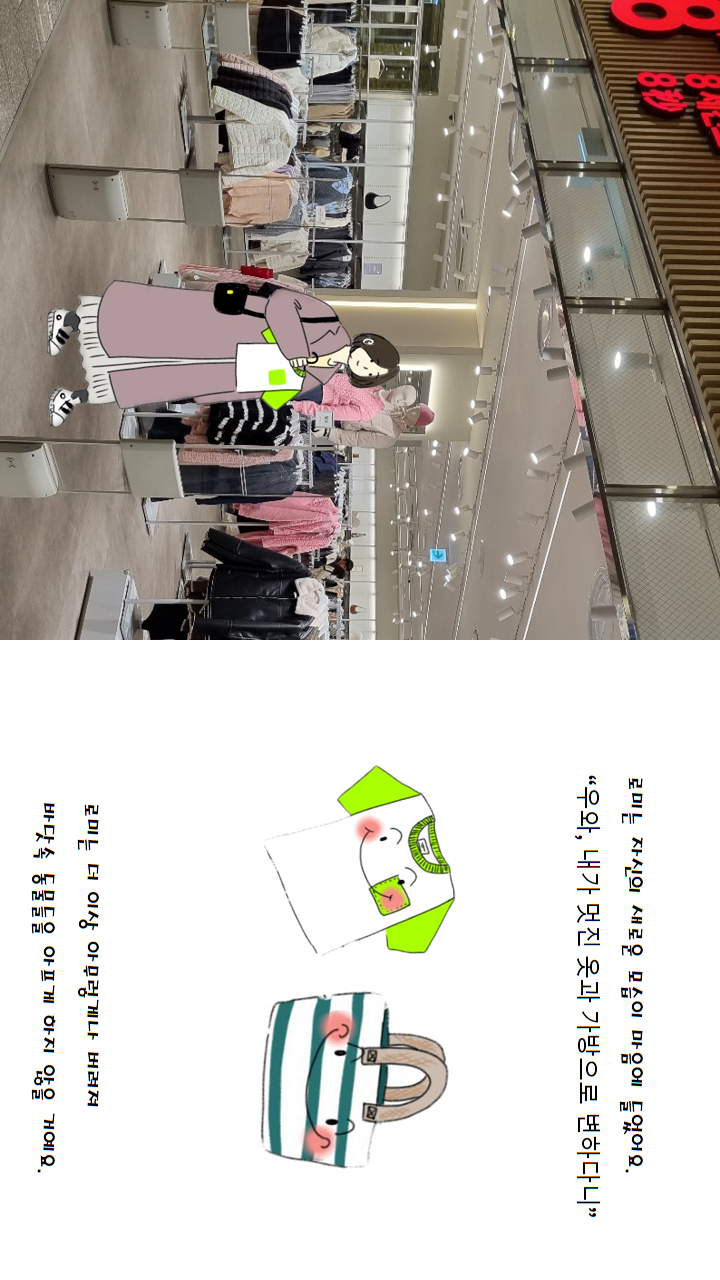 8
8秒
로미는 자신의 새로운 모습이 마음에 들었어요.
“우와, 내가 멋진 옷과 가방으로 변하다니”
로미는 더 이상 아무렇게나 버려져
바닷속 동물들을 아프게 하지 않을 거예요.